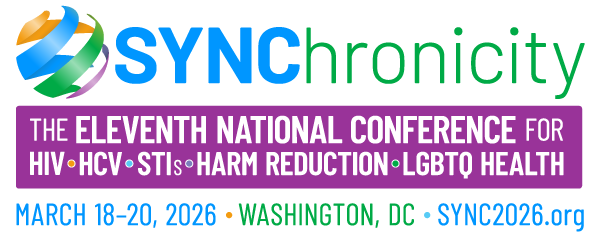 SYNChronicity
THE ELEVENTH NATIONAL CONFERENCE FOR
HIV•HCV•STIs•HARM REDUCTION•LGBTQ HEALTH
MARCH 18–20, 2026 • WASHINGTON, DC • SYNC2026.org